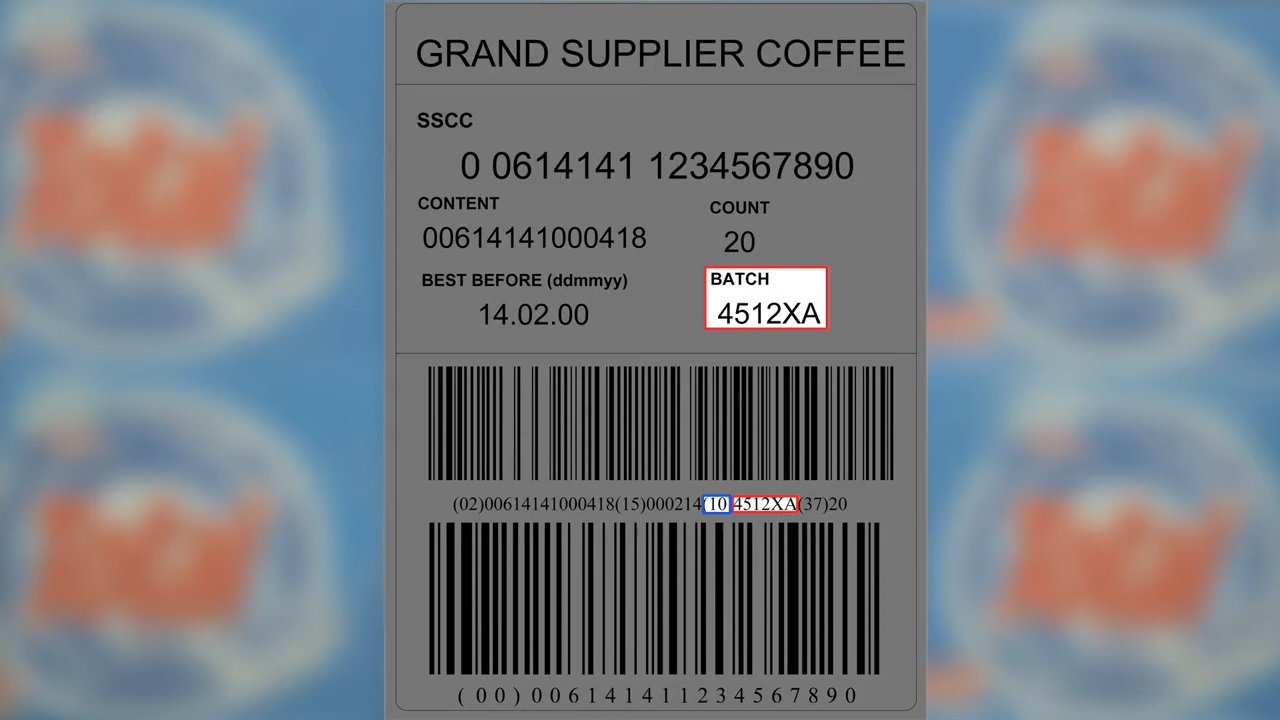 GRAND SUPPLIER COFFEE
SSCC
0 0614141 1234567890
CONTENT
COUNT
00614141000418
20
BEST BEFORE (ddmmyy)
BATCH
14.02.00
4512XA
(02)00614141000418(15)000214(10)4512XA(37)20
(00)006141411234567890